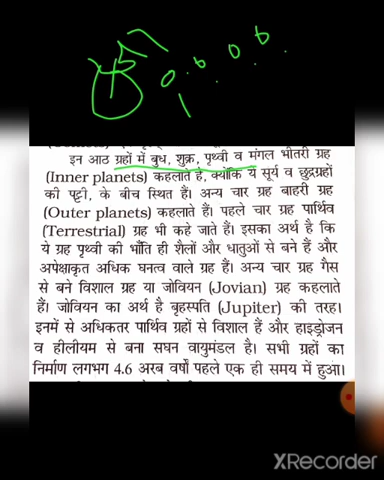 इन आठ ग्रहों में बुध, शुक्र, पृथ्वी व मंगल भीतरी ग्रह
(Inner planets) कहलाते हैं, क्योंकि ये सूर्य व छुद्रग्रहों
की पट्टी, के बीच स्थित हैं। अन्य चार ग्रह बाहरी ग्रह
(Outer planets) कहलाते हैं। पहले चार ग्रह पार्थिव
(Terrestrial) ग्रह भी कहे जाते हैं। इसका अर्थ है कि
ये ग्रह पृथ्वी की भाँति ही शैलों और धातुओं से बने हैं और
अपेक्षाकृत अधिक घनत्व वाले ग्रह हैं। अन्य चार ग्रह गैस
से बने विशाल ग्रह या जोवियन (Jovian) ग्रह कहलाते
हैं। जोवियन का अर्थ है बृहस्पति (Jupiter) की तरह।
इनमें से अधिकतर पार्थिव ग्रहों से विशाल हैं और हाइड्रोजन
व हीलीयम से बना सघन वायुमंडल है। सभी ग्रहों का
निर्माण लगभग 4.6 अरब वर्षों पहले एक ही समय में हुआ।
XRecorder